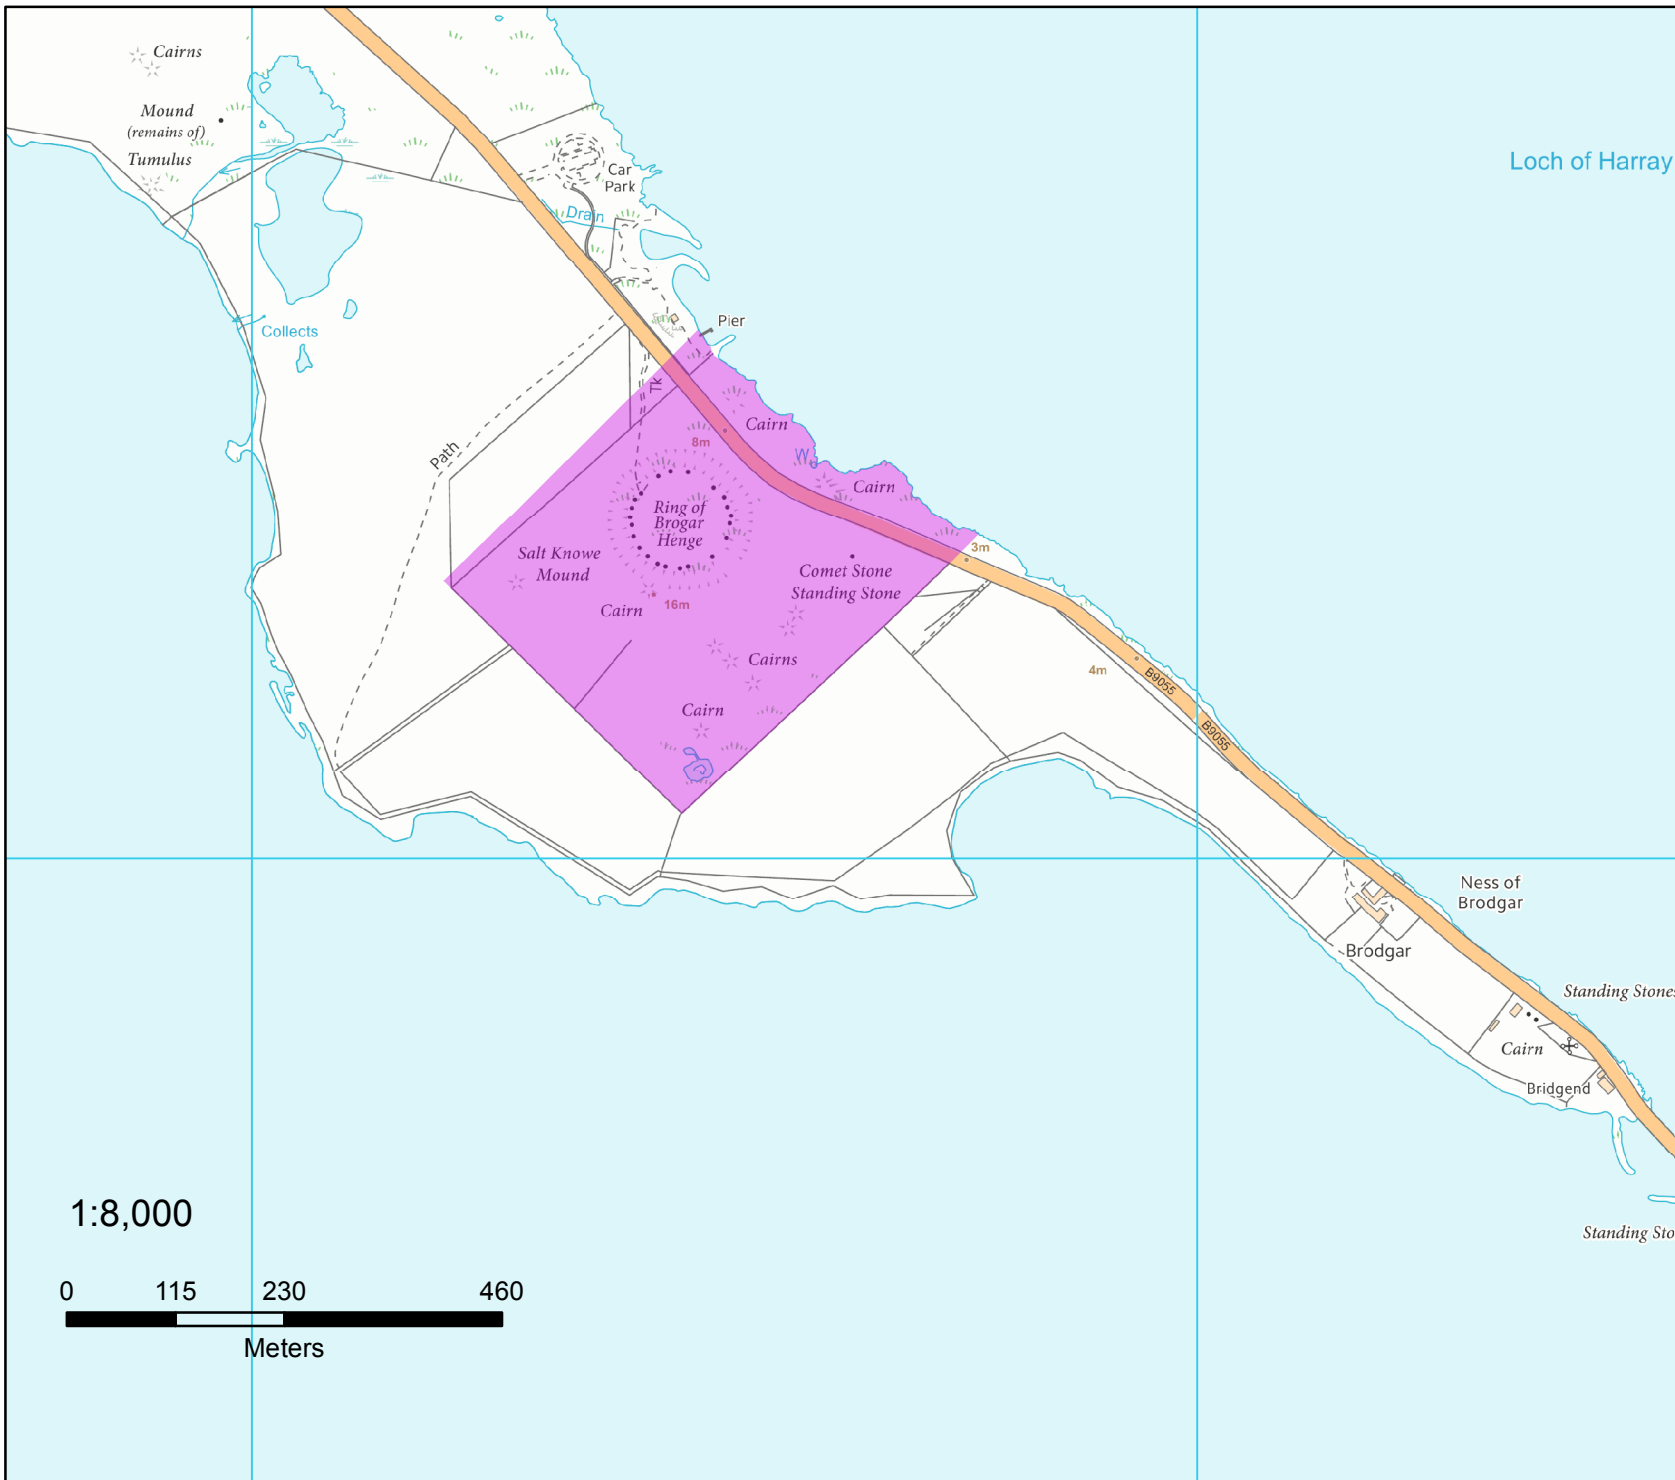 Cairns
Mound
(remains of)
Tumulus
Car
Park
Loch of Harray
Drain
Collects
Pier
Tk
Path
Cairn
8m
W
Cairn
Ring of
Brogar
Henge
Salt Knowe
Mound
3m
Comet Stone
Standing Stone
Cairn
16m
Cairns
4m
B9055
B9055
Cairn
Ness of
Brodgar
Brodgar
Standing Stones
Cairn
Bridgend
1:8,000
Standing Sto
0 115 230 460
Meters